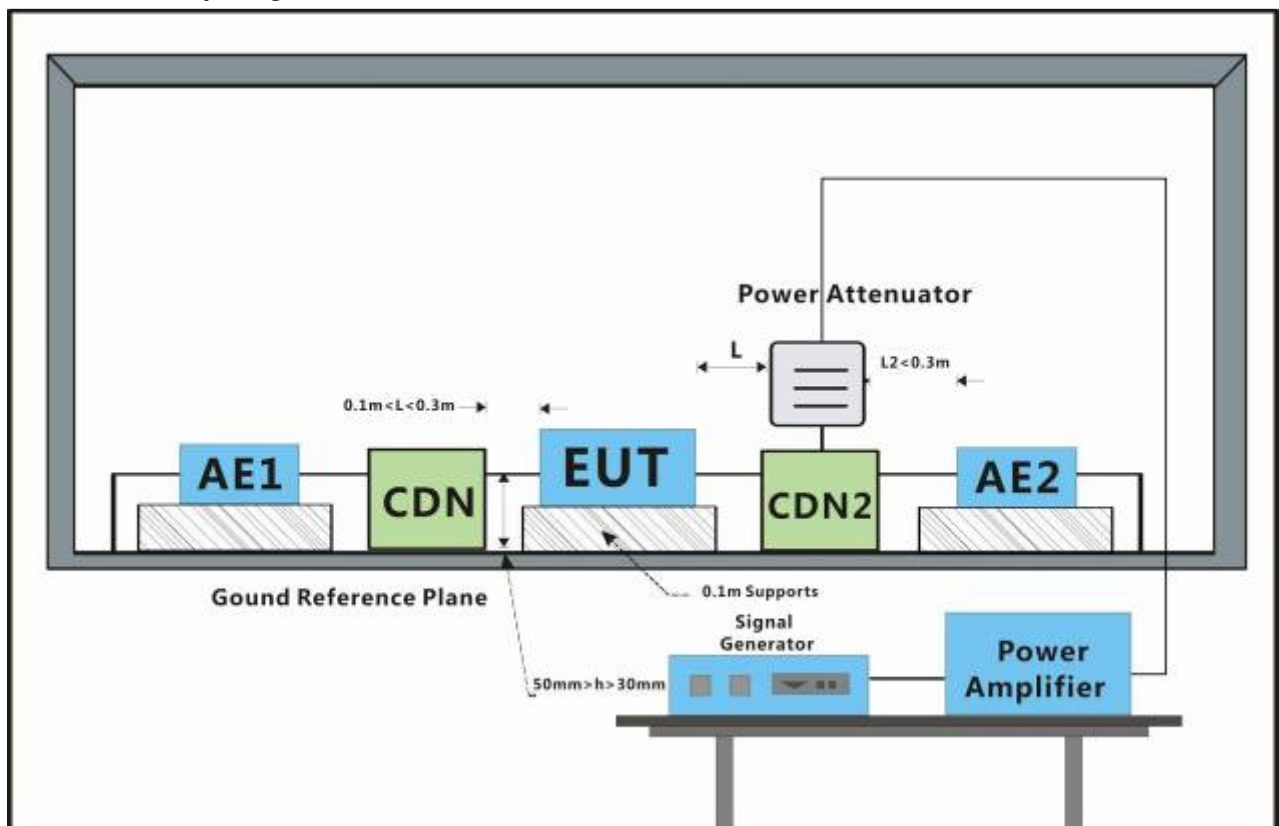 Power Attenuator
L
L2<0.3m
0.1m<L<0.3m
AE1
CDN
EUT
CDN2
AE2
Gound Reference Plane
0.1m Supports
Signal
Generator
50mm>h>30mm
Power
Amplifier